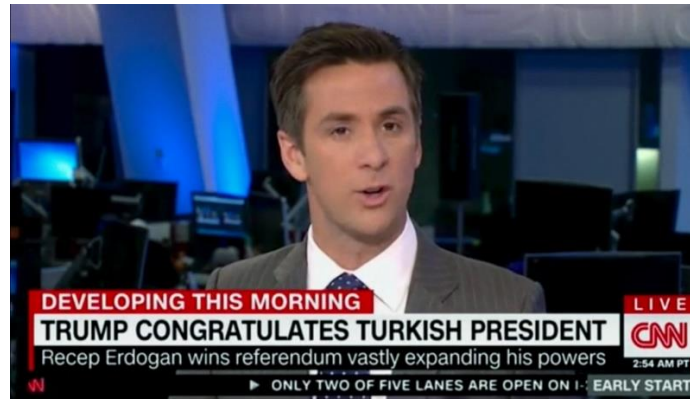 DEVELOPING THIS MORNING
LIVE
TRUMP CONGRATULATES TURKISH PRESIDENT
CNN
Recep Erdogan wins referendum vastly expanding his powers
2:54 AM PT
ONLY TWO OF FIVE LANES ARE OPEN ON I-
EARLY START